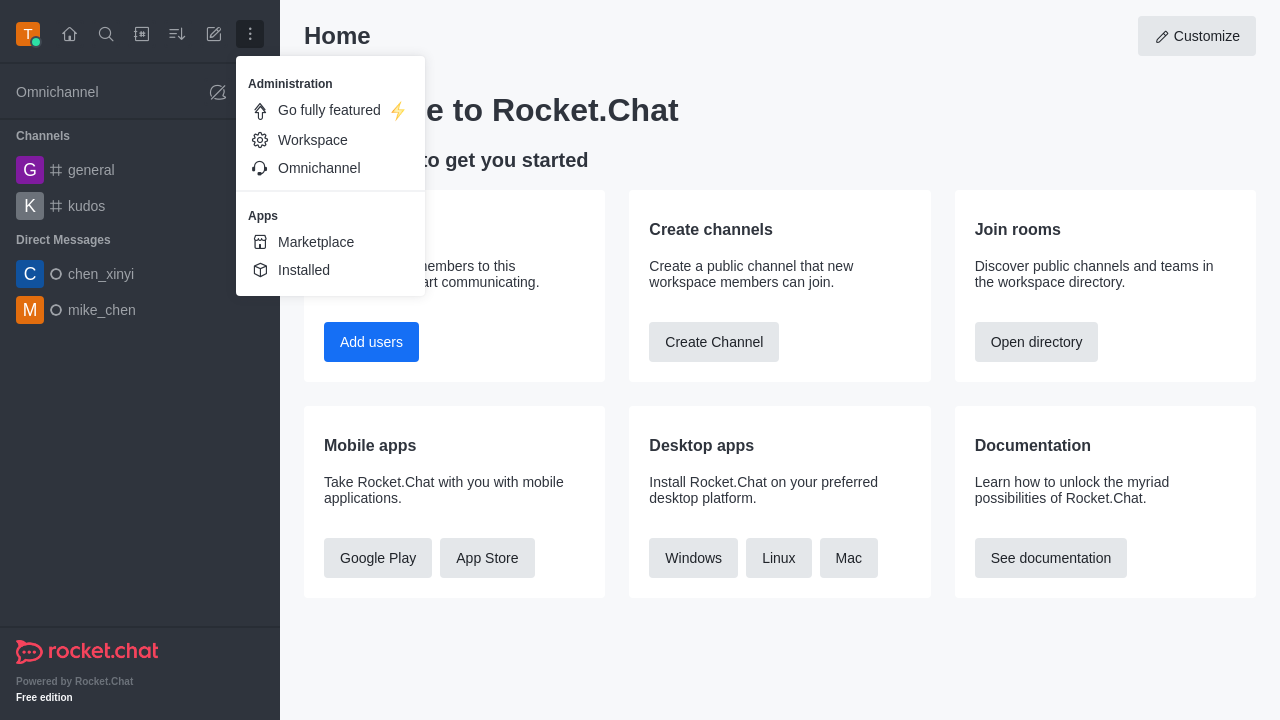 T
Home
Customize
Omnichannel
Administration
Go fully featured
Workspace
Omnichannel
Apps
Marketplace
Installed
Channels
G general
K kudos
Direct Messages
C chen_xinyi
M mike_chen
to Rocket.Chat
to get you started
to this
communicating.
Add users
Create channels
Create a public channel that new
workspace members can join.
Create Channel
Join rooms
Discover public channels and teams in
the workspace directory.
Open directory
Mobile apps
Take Rocket.Chat with you with mobile
applications.
Google Play
App Store
Desktop apps
Install Rocket.Chat on your preferred
desktop platform.
Windows
Linux
Mac
Documentation
Learn how to unlock the myriad
possibilities of Rocket.Chat.
See documentation
rocket.chat
Powered by Rocket.Chat
Free edition